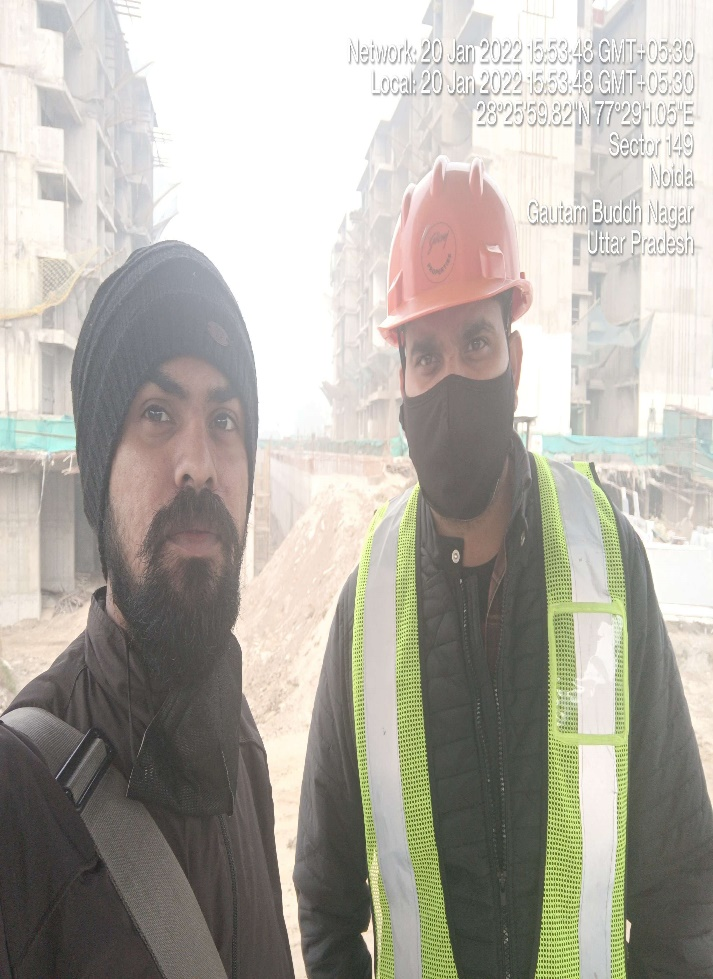 Network: 20 Jan 2022 15:53:48 GMT+05:30
Local: 20 Jan 2022 15:53:48 GMT+05:30
28°25'59.82"N 77°29'1.05"E
Sector 149
Noida
Gautam Buddh Nagar
Uttar Pradesh